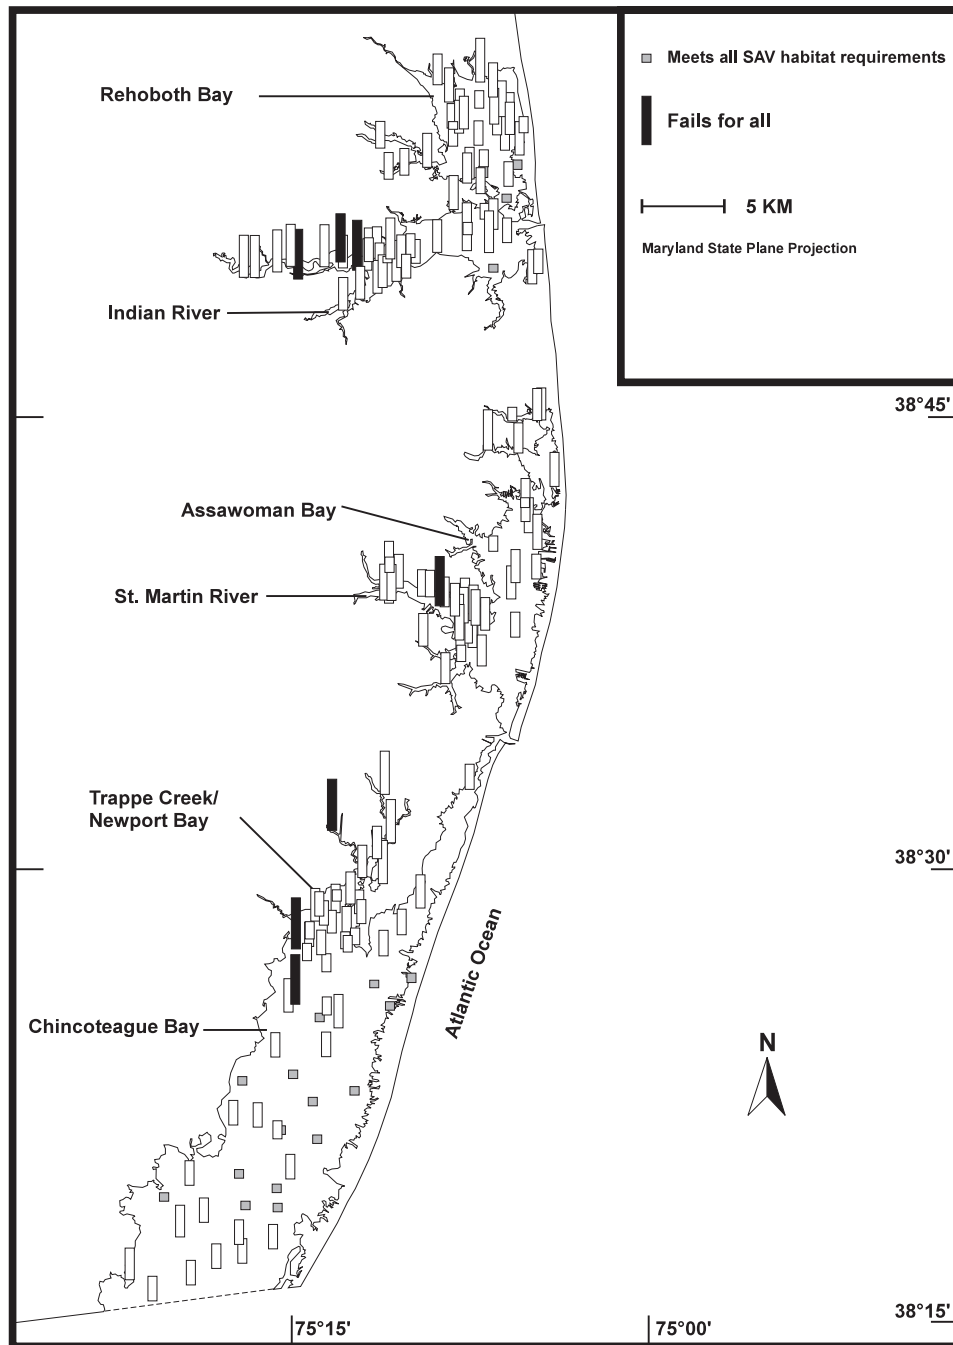 Meets all SAV habitat requirements
Fails for all
5 KM
Maryland State Plane Projection
Rehoboth Bay
Indian River
38°45'
Assawoman Bay
St. Martin River
Trappe Creek/
Newport Bay
38°30'
Atlantic Ocean
Chincoteague Bay
N
38°15'
75°15'
75°00'